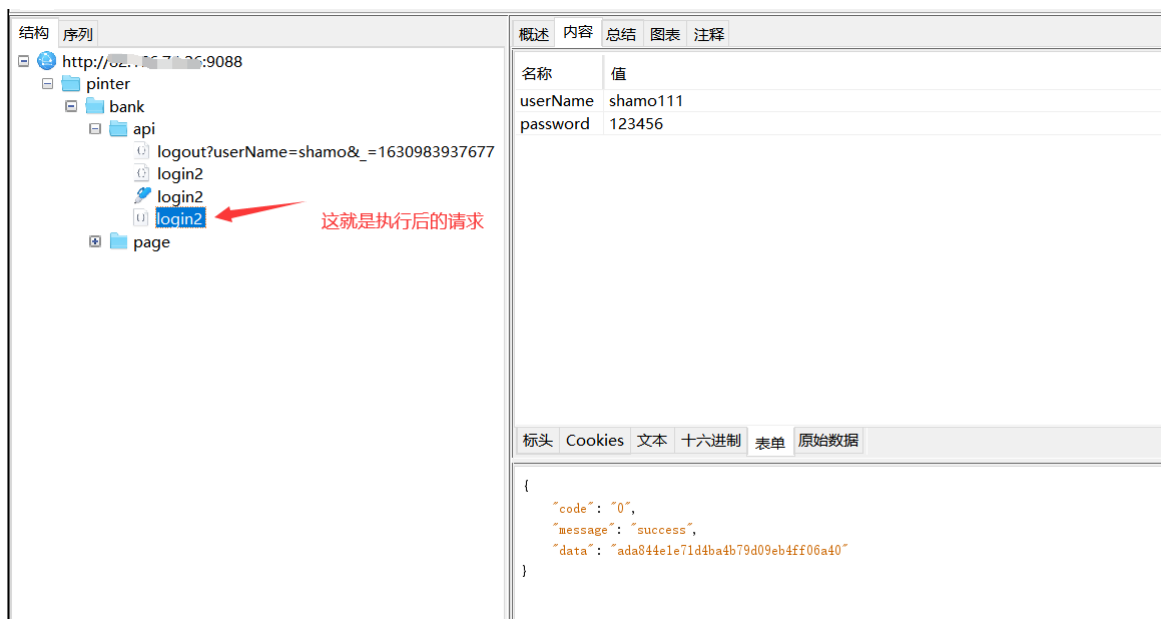 结构 序列
http:// :9088
pinter
bank
api
logout?userName=shamo&_=1630983937677
login2
login2
login2
这就是执行后的请求
page
概述 内容 总结 图表 注释
名称 值
userName shamo111
password 123456
标头 Cookies 文本 十六进制 表单 原始数据
{
"code": "0",
"message": "success",
"data": "ada844e1e71d4ba4b79d09eb4ff06a40"
}